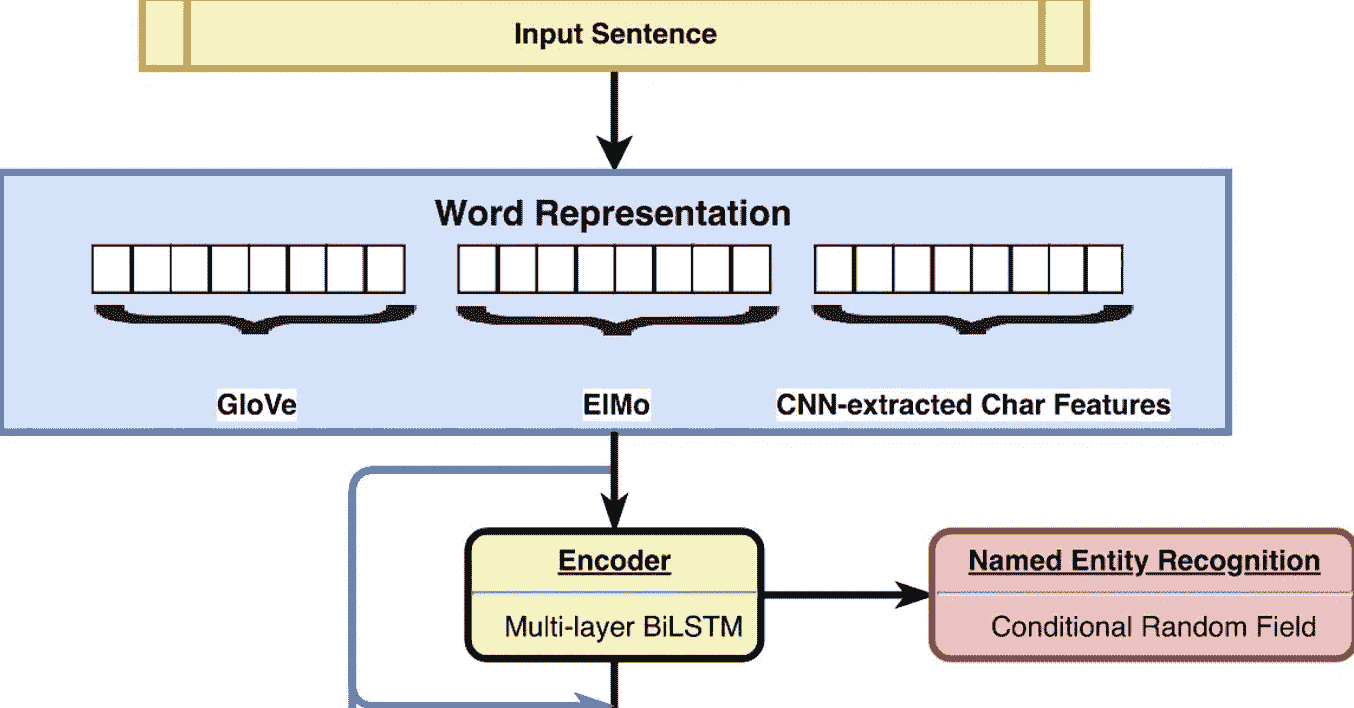 Input Sentence
Word Representation
GloVe
ElMo
CNN-extracted Char Features
Encoder
Multi-layer BiLSTM
Named Entity Recognition
Conditional Random Field